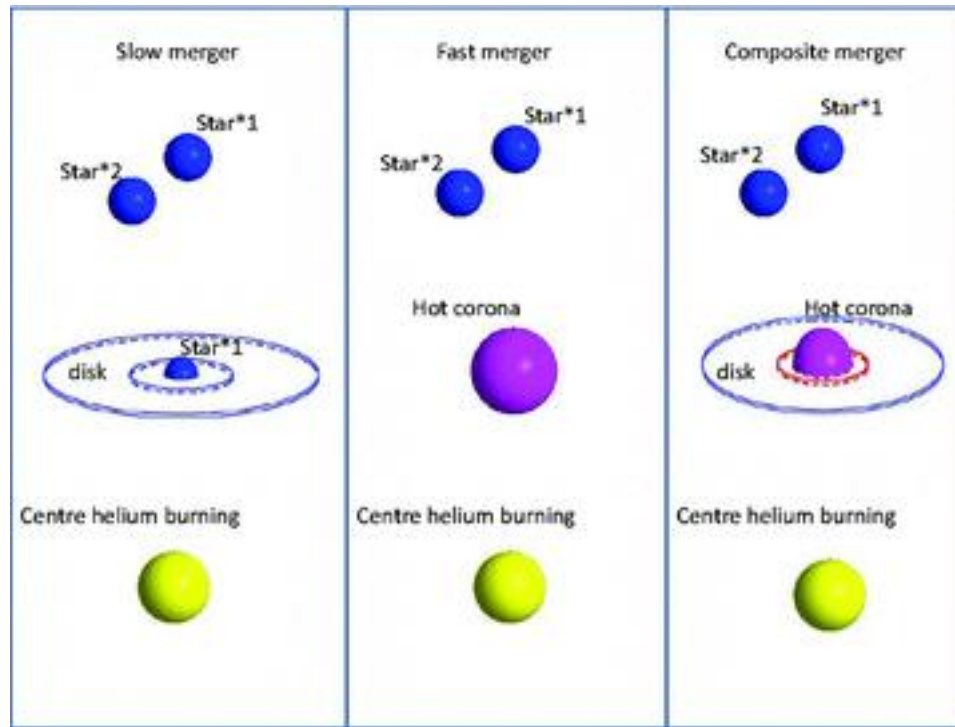 Slow merger
Star*1
Star*2
Star*1
disk
Centre helium burning
Fast merger
Star*1
Star*2
Hot corona
Centre helium burning
Composite merger
Star*1
Star*2
Hot corona
disk
Centre helium burning